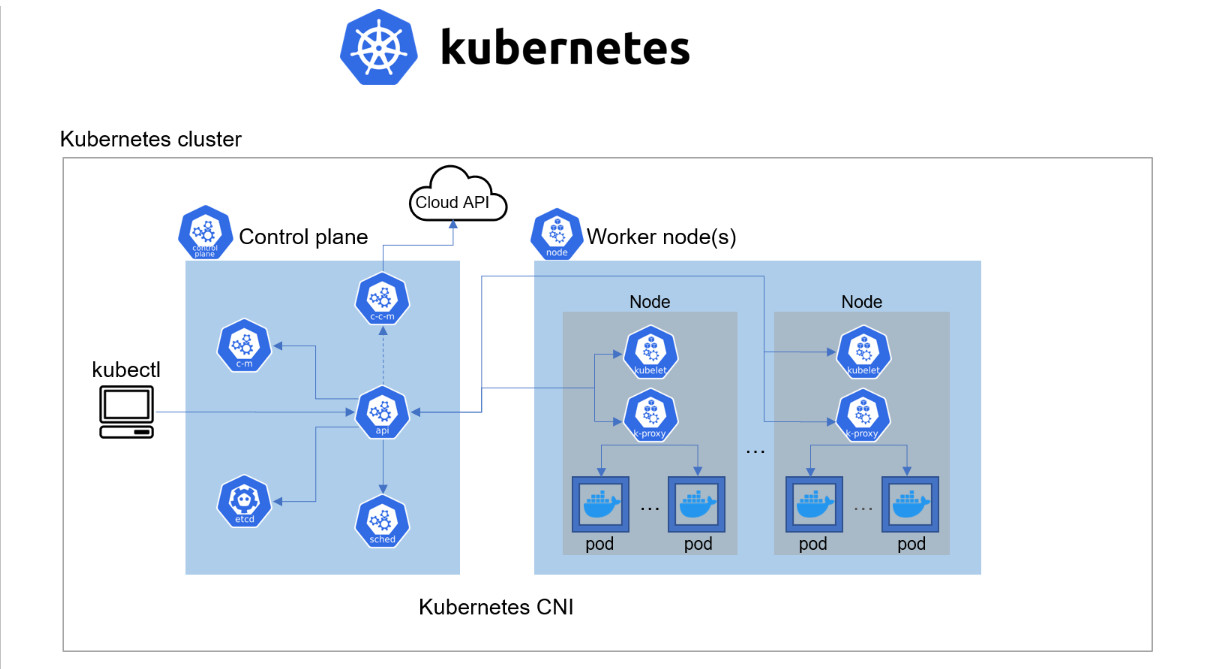 kubernetes
Kubernetes cluster
Cloud API
control
plane
Control plane
node
Worker node(s)
c-c-m
Node
Node
c-m
kubelet
kubelet
kubectl
api
k-proxy
k-proxy
...
etcd
sched
...
...
pod
pod
pod
pod
Kubernetes CNI